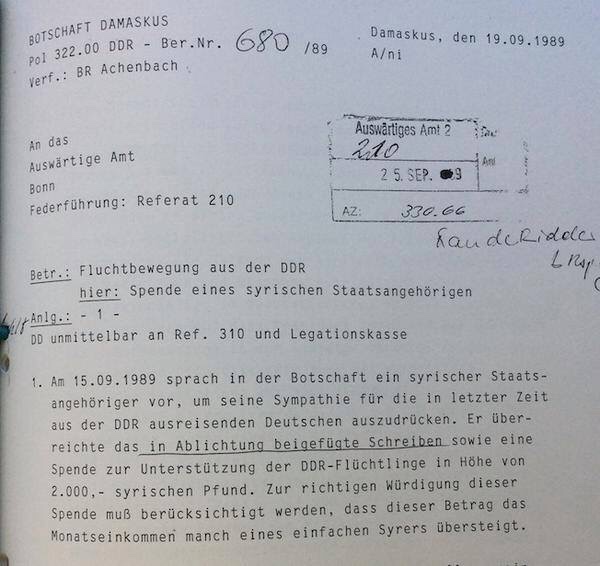 BOTSCHAFT DAMASKUS
Pol 322.00 DDR - Ber.Nr. 680 /89
Verf.: BR Achenbach
Damaskus, den 19.09.1989
A/ni
An das
Auswärtige Amt
Bonn
Federführung: Referat 210
Auswärtiges Amt 2
210
25. SEP. 9
AZ: 330.66
Betr.: Fluchtbewegung aus der DDR
hier: Spende eines syrischen Staatsangehörigen
Anlg.: - 1 -
DD unmittelbar an Ref. 310 und Legationskasse
1. Am 15.09.1989 sprach in der Botschaft ein syrischer Staats-
angehöriger vor, um seine Sympathie für die in letzter Zeit
aus der DDR ausreisenden Deutschen auszudrücken. Er über-
reichte das in Ablichtung beigefügte Schreiben sowie eine
Spende zur Unterstützung der DDR-Flüchtlinge in Höhe von
2.000,- syrischen Pfund. Zur richtigen Würdigung dieser
Spende muß berücksichtigt werden, dass dieser Betrag das
Monatseinkommen manch eines einfachen Syrers übersteigt.